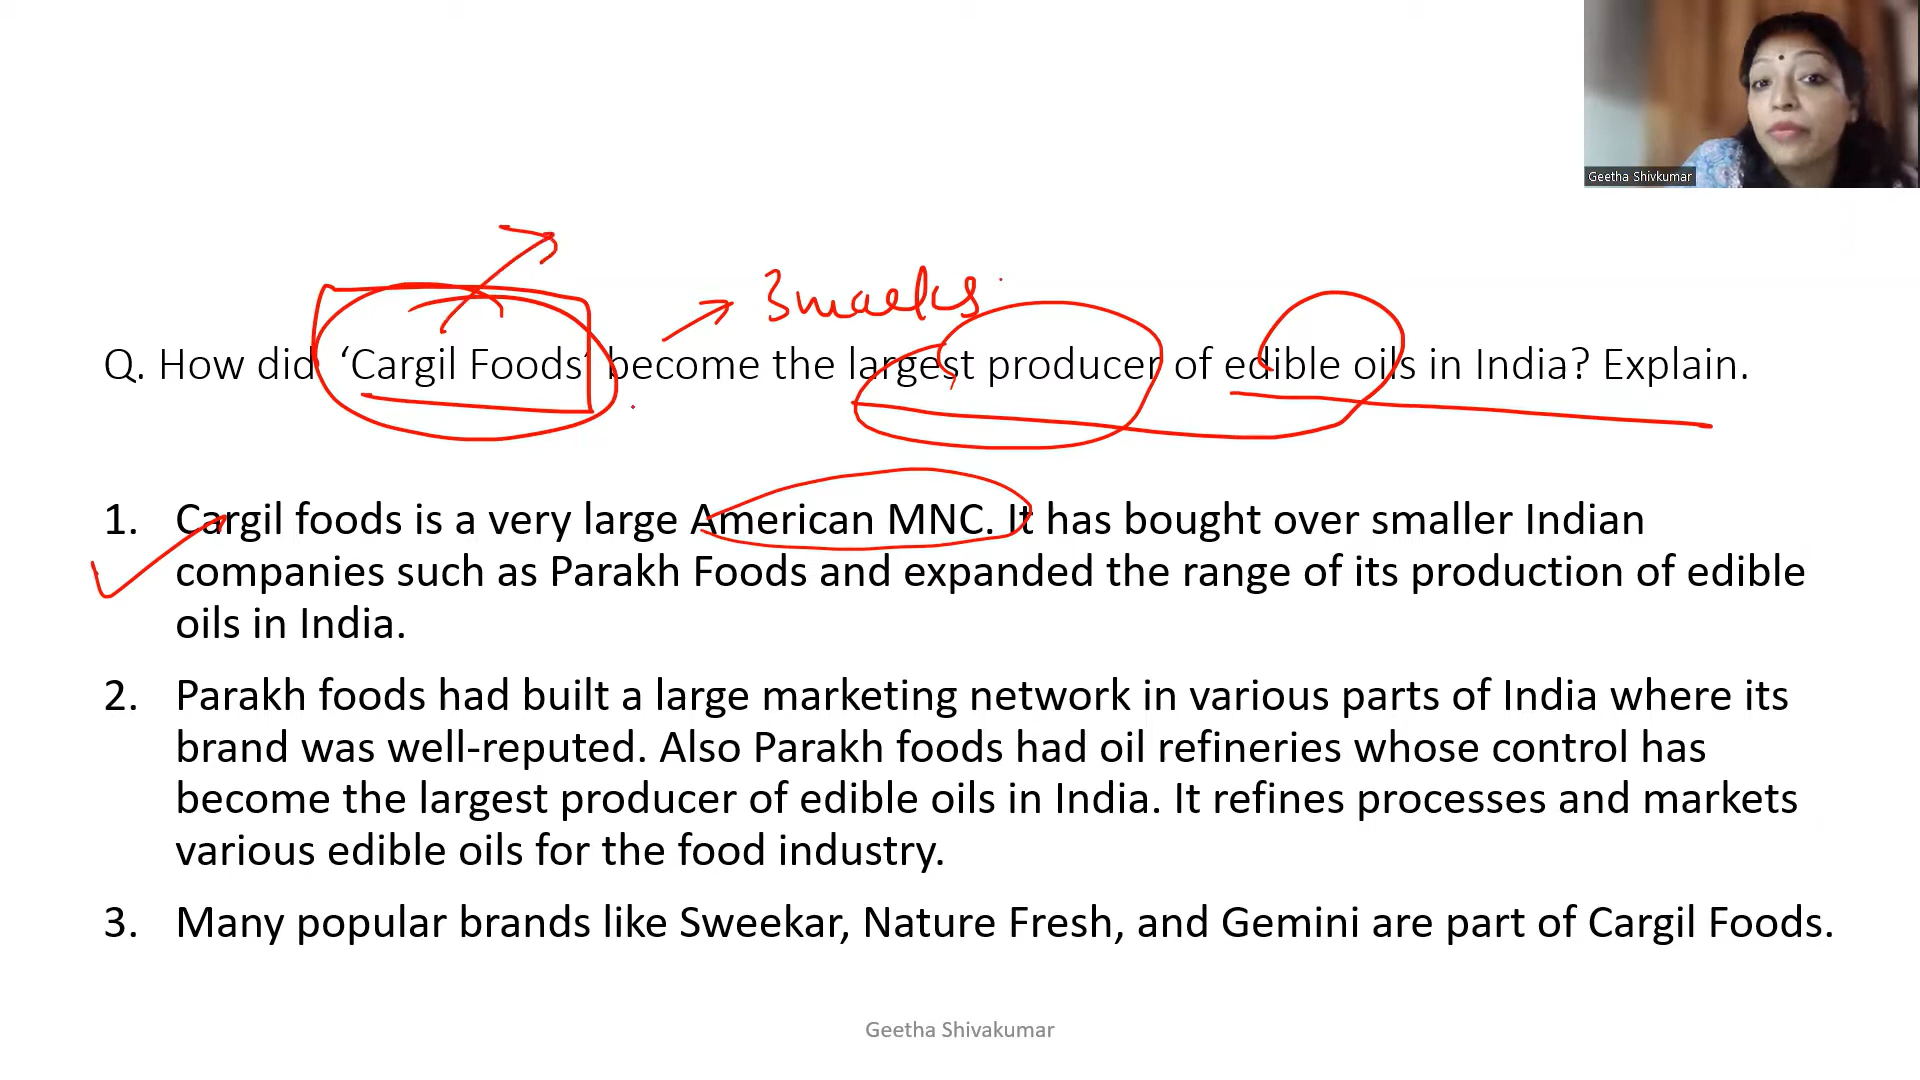 Geetha Shivkumar
3 marks
Q. How did ‘Cargil Foods’ become the largest producer of edible oils in India? Explain.
1. Cargil foods is a very large American MNC. It has bought over smaller Indian
companies such as Parakh Foods and expanded the range of its production of edible
oils in India.
2. Parakh foods had built a large marketing network in various parts of India where its
brand was well-reputed. Also Parakh foods had oil refineries whose control has
become the largest producer of edible oils in India. It refines processes and markets
various edible oils for the food industry.
3. Many popular brands like Sweekar, Nature Fresh, and Gemini are part of Cargil Foods.
Geetha Shivakumar